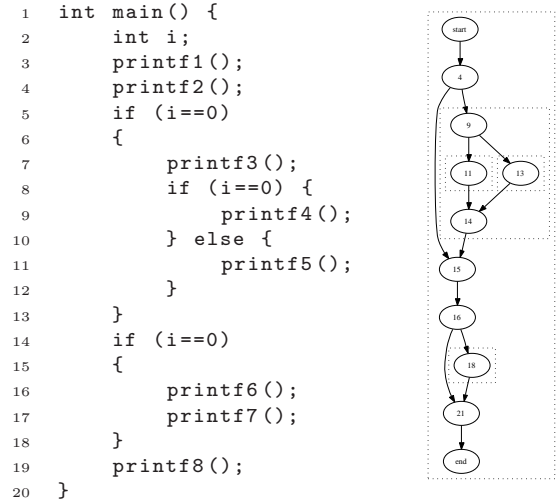 1 int main() {
2 int i;
3 printf1();
4 printf2();
5 if (i==0)
6 {
7 printf3();
8 if (i==0) {
9 printf4();
10 } else {
11 printf5();
12 }
13 }
14 if (i==0)
15 {
16 printf6();
17 printf7();
18 }
19 printf8();
20 }
start
4
9
11 13
14
15
16
18
21
end